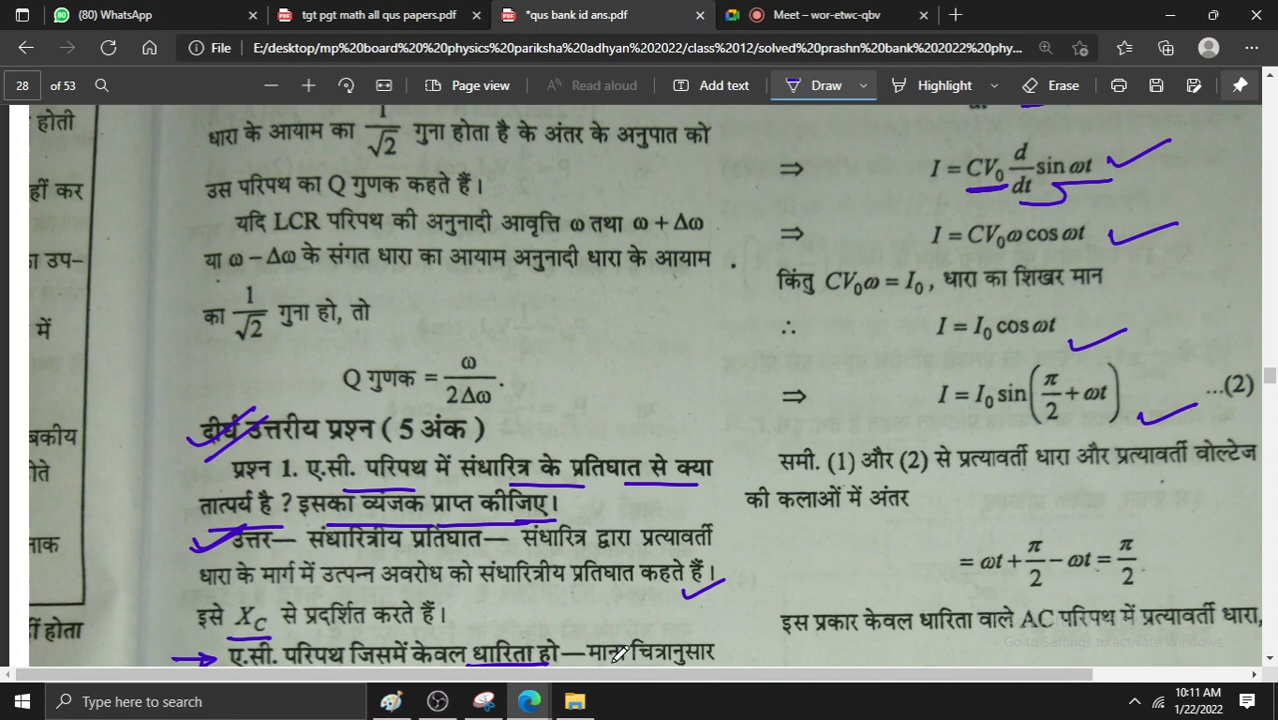 (80) WhatsApp
tgt pgt math all qus papers.pdf
*qus bank id ans.pdf
Meet – wor-etwc-qbv
File
E:/desktop/mp%20board%20%20physics%20pariksha%20adhyan%202022/class%2012/solved%20prashn%20bank%202022%20phy...
28 of 53
Page view
Read aloud
Add text
Draw
Highlight
Erase
होती
हीं कर
ा उप–
में
बकीय
ीते
नाक
हीं होता
धारा के आयाम का 1/√2 गुना होता है के अंतर के अनुपात को
उस परिपथ का Q गुणक कहते हैं।
यदि LCR परिपथ की अनुनादी आवृत्ति ω तथा ω + Δω
या ω – Δω के संगत धारा का आयाम अनुनादी धारा के आयाम
का 1/√2 गुना हो, तो
Q गुणक = ω/2Δω.
दीर्घ उत्तरीय प्रश्न ( 5 अंक )
प्रश्न 1. ए.सी. परिपथ में संधारित्र के प्रतिघात से क्या
तात्पर्य है ? इसका व्यंजक प्राप्त कीजिए।
उत्तर— संधारित्रीय प्रतिघात— संधारित्र द्वारा प्रत्यावर्ती
धारा के मार्ग में उत्पन्न अवरोध को संधारित्रीय प्रतिघात कहते हैं।
इसे X_C से प्रदर्शित करते हैं।
ए.सी. परिपथ जिसमें केवल धारिता हो—माना चित्रानुसार
⇒ I = CV₀ d/dt sin ωt
⇒ I = CV₀ω cos ωt
किंतु CV₀ω = I₀, धारा का शिखर मान
∴ I = I₀ cos ωt
⇒ I = I₀ sin(π/2 + ωt) ...(2)
समी. (1) और (2) से प्रत्यावर्ती धारा और प्रत्यावर्ती वोल्टेज
की कलाओं में अंतर
= ωt + π/2 – ωt = π/2
इस प्रकार केवल धारिता वाले AC परिपथ में प्रत्यावर्ती धारा,
Go to Settings to activate Windows.
Type here to search
10:11 AM
1/22/2022